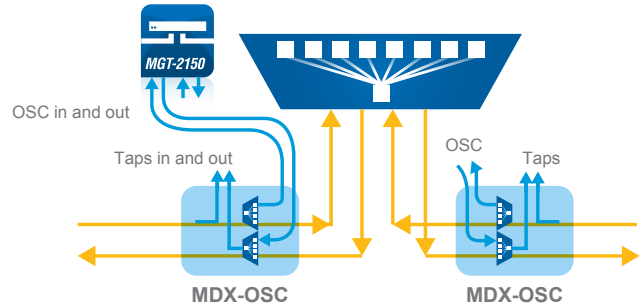 MGT-2150
OSC in and out
Taps in and out
OSC
Taps
MDX-OSC
MDX-OSC